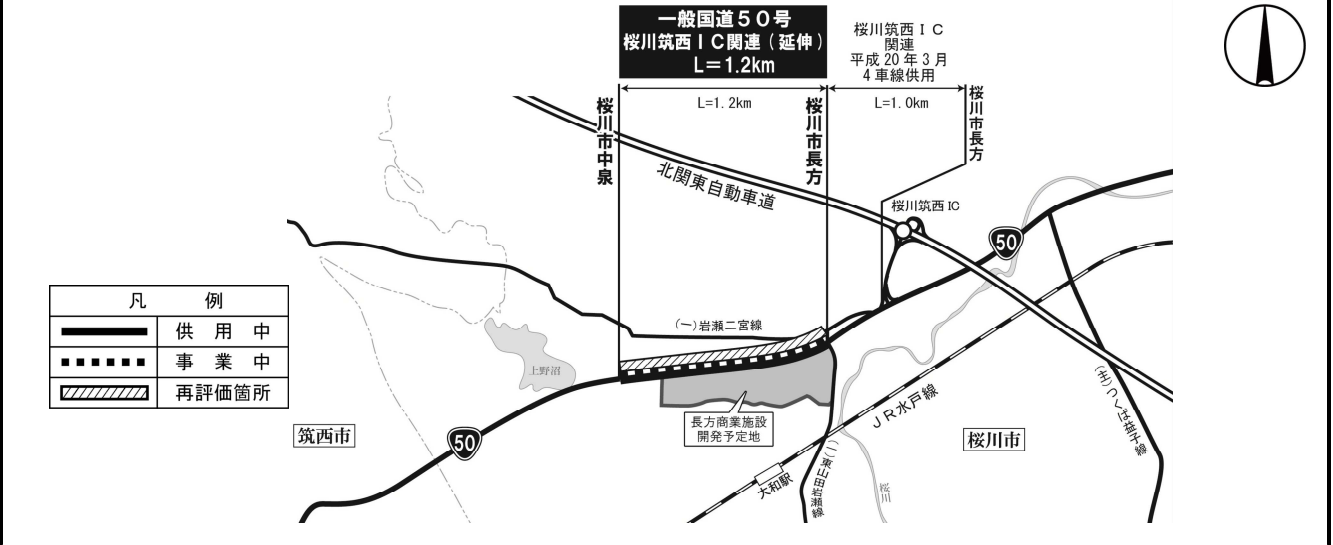 一般国道５０号
桜川筑西ＩＣ関連（延伸）
L＝1.2km
桜川筑西ＩＣ
関連
平成20年3月
4車線供用
L=1.2km
L=1.0km
桜川市中泉
桜川市長方
桜川市長方
北関東自動車道
桜川筑西IC
50
凡例
供用中
事業中
再評価箇所
(一)岩瀬二宮線
上野沼
長方商業施設
開発予定地
筑西市
50
ＪＲ水戸線
桜川市
(主)つくば益子線
大和駅
(一)東山田岩瀬線
桜川